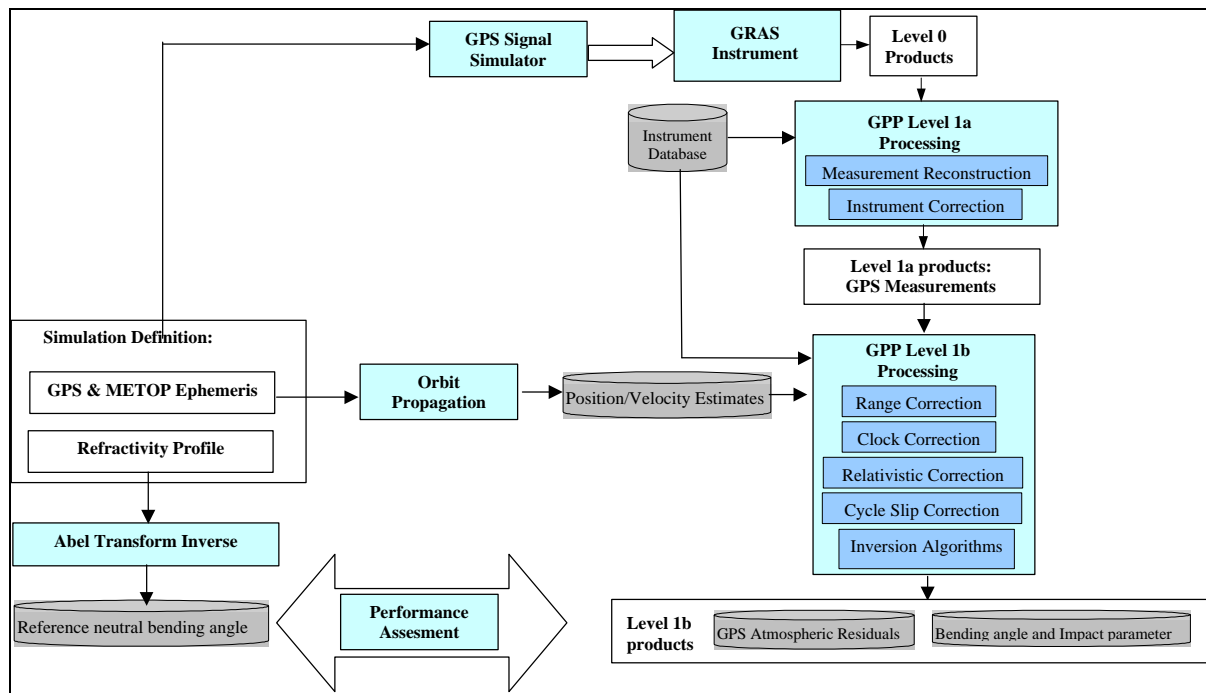 GPS Signal
Simulator
GRAS
Instrument
Level 0
Products
Instrument
Database
GPP Level 1a
Processing
Measurement Reconstruction
Instrument Correction
Level 1a products:
GPS Measurements
Simulation Definition:
GPS & METOP Ephemeris
Refractivity Profile
Orbit
Propagation
Position/Velocity Estimates
GPP Level 1b
Processing
Range Correction
Clock Correction
Relativistic Correction
Cycle Slip Correction
Inversion Algorithms
Abel Transform Inverse
Reference neutral bending angle
Performance
Assesment
Level 1b
products
GPS Atmospheric Residuals
Bending angle and Impact parameter